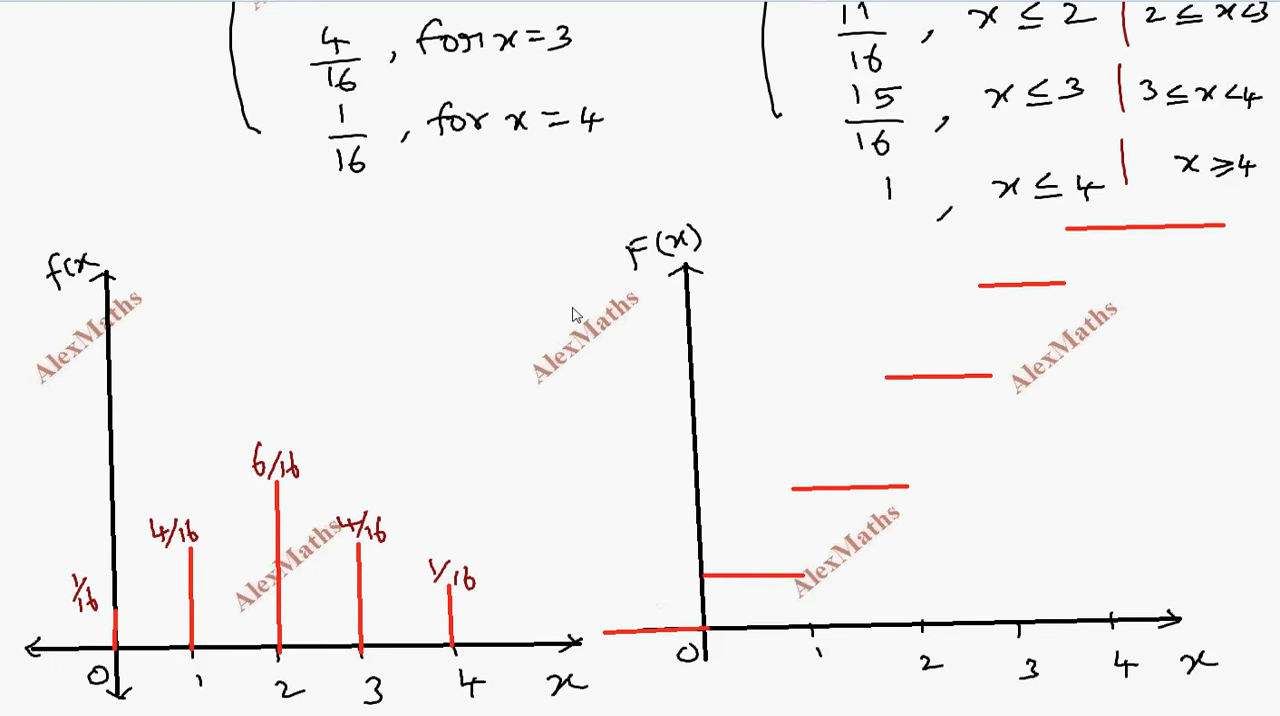 4/16 , for x = 3
1/16 , for x = 4
11/16 , x ≤ 2 | 2 ≤ x < 3
15/16 , x ≤ 3 | 3 ≤ x < 4
1 , x ≤ 4 | x ≥ 4
f(x
1/16
4/16
6/16
4/16
1/16
0 1 2 3 4 x
F(x)
0 1 2 3 4 x
AlexMaths
AlexMaths
AlexMaths
AlexMaths
AlexMaths